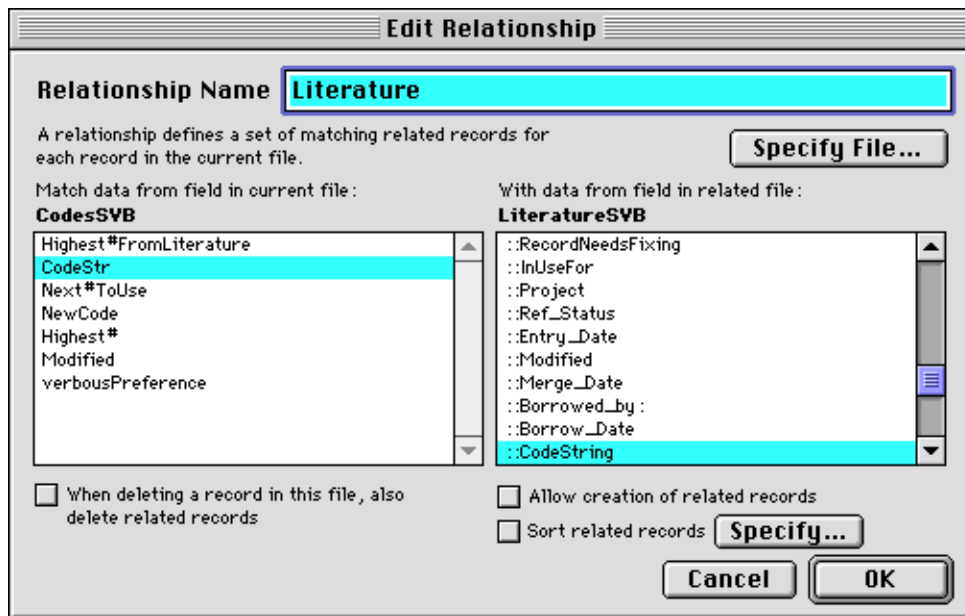 Edit Relationship
Relationship Name Literature
A relationship defines a set of matching related records for
each record in the current file.
Specify File...
Match data from field in current file:
CodesSVB
Highest#FromLiterature
CodeStr
Next#ToUse
NewCode
Highest#
Modified
verbousPreference
With data from field in related file:
LiteratureSVB
::RecordNeedsFixing
::InUseFor
::Project
::Ref_Status
::Entry_Date
::Modified
::Merge_Date
::Borrowed_by:
::Borrow_Date
::CodeString
When deleting a record in this file, also
delete related records
Allow creation of related records
Sort related records Specify...
Cancel OK